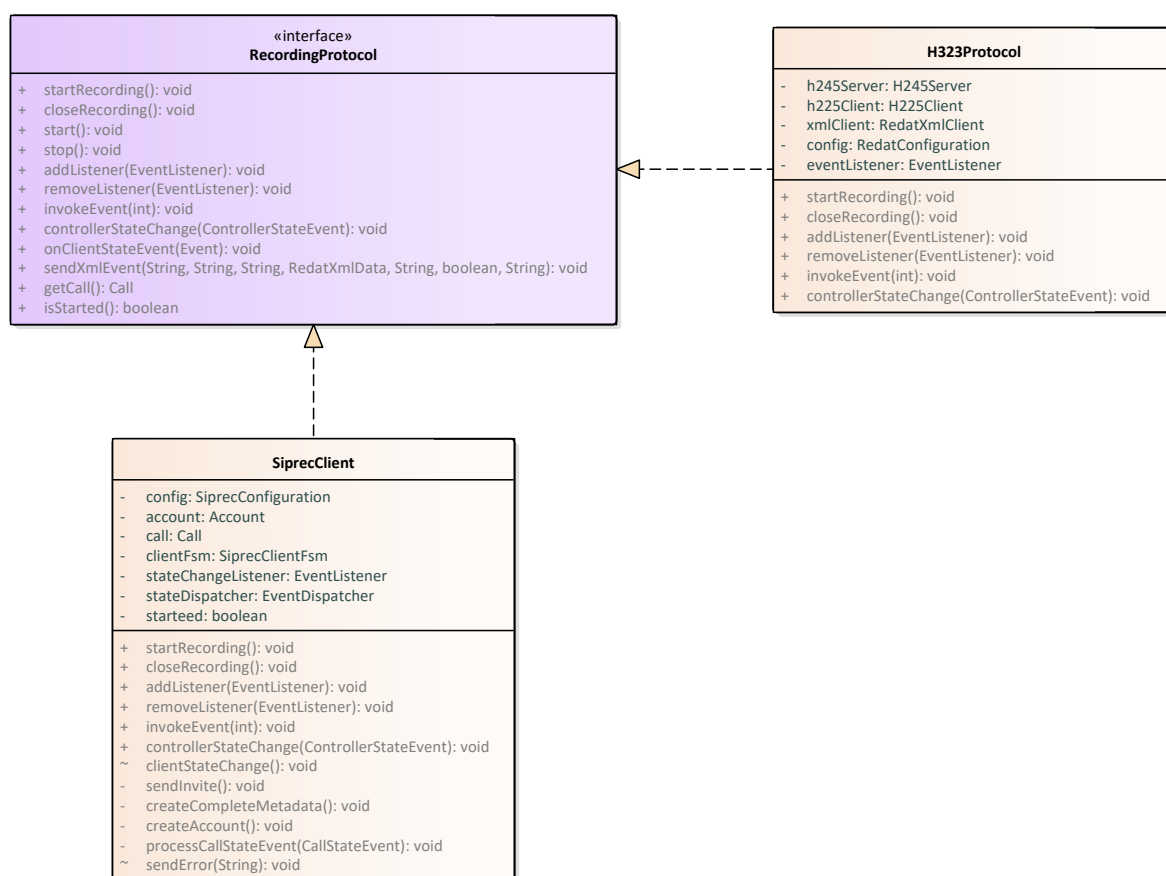 «interface»
RecordingProtocol
+ startRecording(): void
+ closeRecording(): void
+ start(): void
+ stop(): void
+ addListener(EventListener): void
+ removeListener(EventListener): void
+ invokeEvent(int): void
+ controllerStateChange(ControllerStateEvent): void
+ onClientStateEvent(Event): void
+ sendXmlEvent(String, String, String, RedatXmlData, String, boolean, String): void
+ getCall(): Call
+ isStarted(): boolean
H323Protocol
- h245Server: H245Server
- h225Client: H225Client
- xmlClient: RedatXmlClient
- config: RedatConfiguration
- eventListener: EventListener
+ startRecording(): void
+ closeRecording(): void
+ addListener(EventListener): void
+ removeListener(EventListener): void
+ invokeEvent(int): void
+ controllerStateChange(ControllerStateEvent): void
SiprecClient
- config: SiprecConfiguration
- account: Account
- call: Call
- clientFsm: SiprecClientFsm
- stateChangeListener: EventListener
- stateDispatcher: EventDispatcher
- starteed: boolean
+ startRecording(): void
+ closeRecording(): void
+ addListener(EventListener): void
+ removeListener(EventListener): void
+ invokeEvent(int): void
+ controllerStateChange(ControllerStateEvent): void
~ clientStateChange(): void
- sendInvite(): void
- createCompleteMetadata(): void
- createAccount(): void
- processCallStateEvent(CallStateEvent): void
~ sendError(String): void